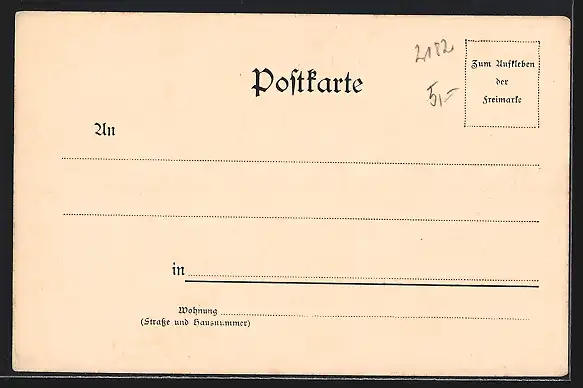 2182
Zum Aufkleben
der
Freimarke
Poſtkarte
5,-
An
in
Wohnung
(Straße und Hausnummer)